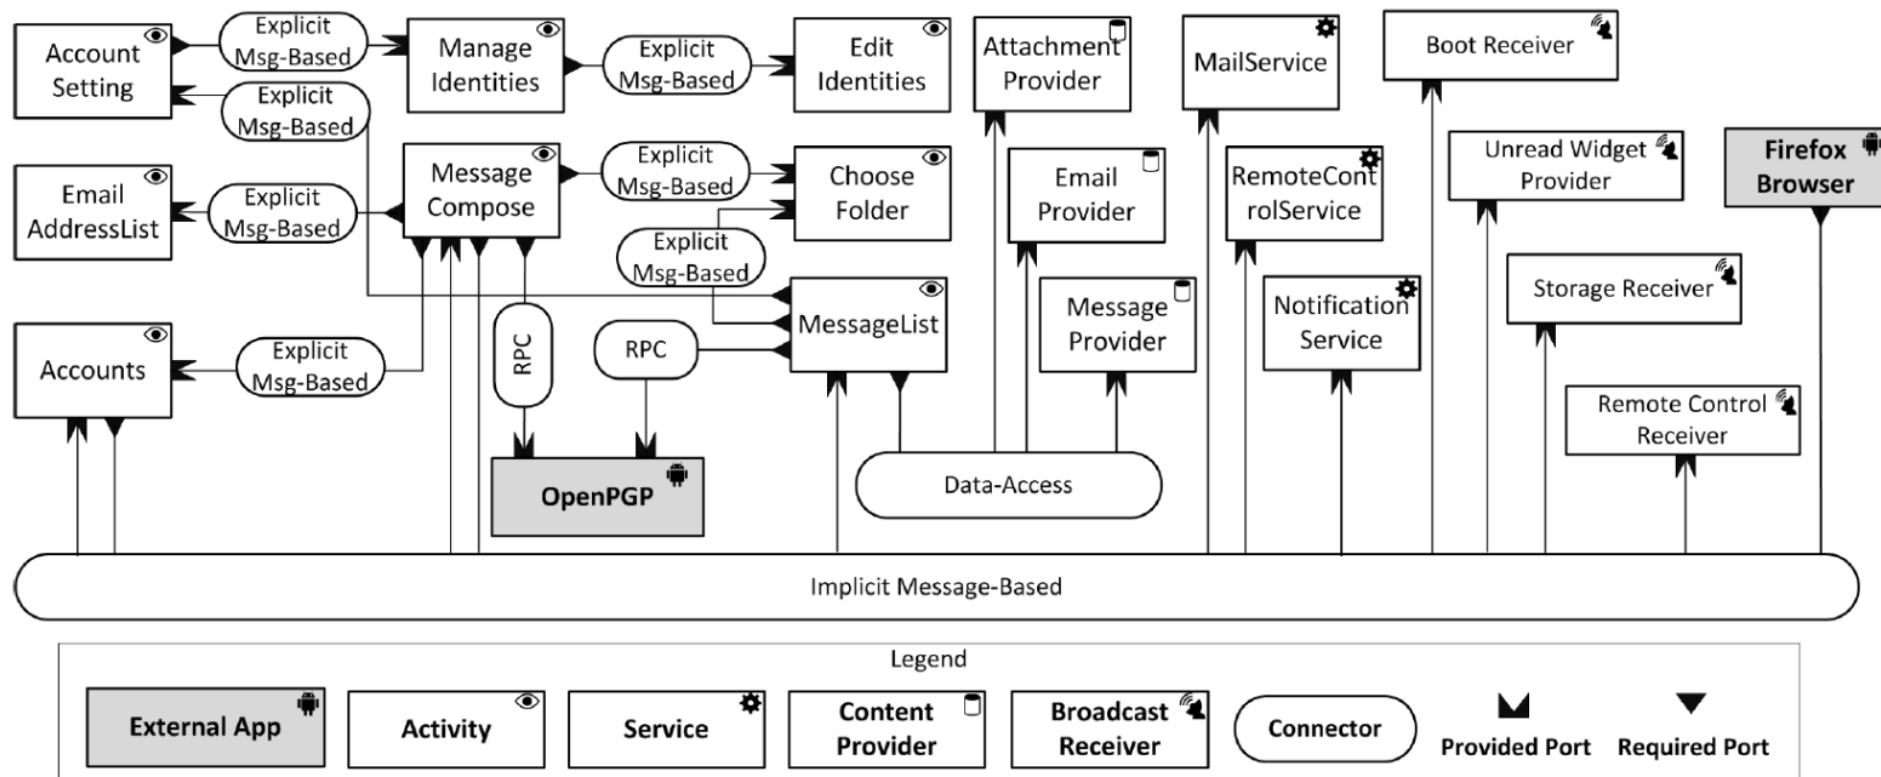 Account
Setting
Explicit
Msg-Based
Manage
Identities
Explicit
Msg-Based
Edit
Identities
Attachment
Provider
MailService
Boot Receiver
Explicit
Msg-Based
Email
AddressList
Explicit
Msg-Based
Message
Compose
Explicit
Msg-Based
Choose
Folder
Email
Provider
RemoteCont
rolService
Unread Widget
Provider
Firefox
Browser
Explicit
Msg-Based
Accounts
Explicit
Msg-Based
RPC
RPC
MessageList
Message
Provider
Notification
Service
Storage Receiver
Remote Control
Receiver
OpenPGP
Data-Access
Implicit Message-Based
Legend
External App
Activity
Service
Content
Provider
Broadcast
Receiver
Connector
Provided Port
Required Port